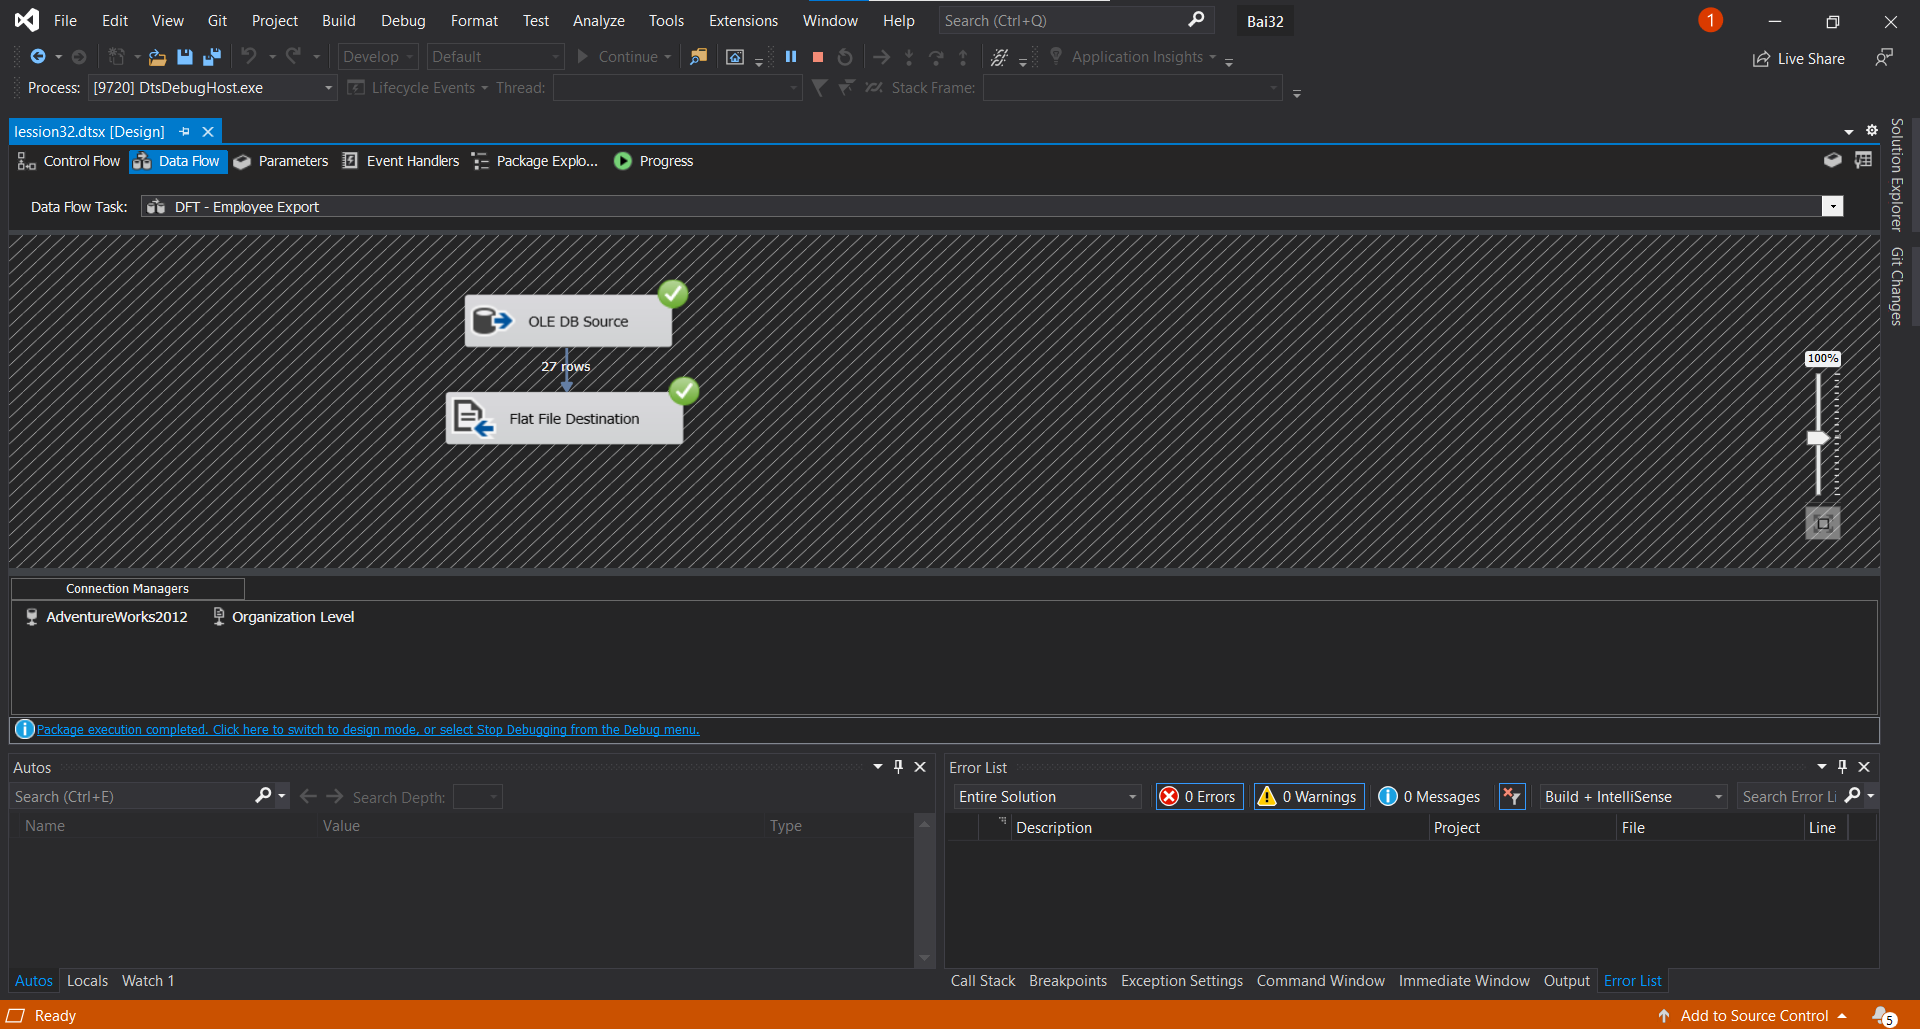 File Edit View Git Project Build Debug Format Test Analyze Tools Extensions Window Help Search (Ctrl+Q) Bai32 1
Develop Default Continue Application Insights Live Share
Process: [9720] DtsDebugHost.exe Lifecycle Events Thread: Stack Frame:
lession32.dtsx [Design]
Control Flow Data Flow Parameters Event Handlers Package Explo... Progress
Data Flow Task: DFT - Employee Export
OLE DB Source
27 rows
Flat File Destination
100%
Connection Managers
AdventureWorks2012 Organization Level
Package execution completed. Click here to switch to design mode, or select Stop Debugging from the Debug menu.
Autos
Search (Ctrl+E) Search Depth:
Name Value Type
Autos Locals Watch 1
Error List
Entire Solution 0 Errors 0 Warnings 0 Messages Build + IntelliSense Search Error Li
Description Project File Line
Call Stack Breakpoints Exception Settings Command Window Immediate Window Output Error List
Solution Explorer
Git Changes
Ready Add to Source Control 5